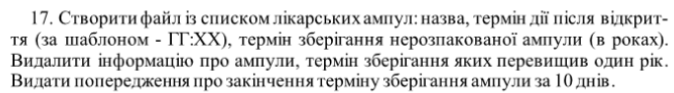 17. Створити файл із списком лікарських ампул: назва, термін дії після відкрит-
тя (за шаблоном - ГГ:ХХ), термін зберігання нерозпакованої ампули (в роках).
Видалити інформацію про ампули, термін зберігання яких перевищив один рік.
Видати попередження про закінчення терміну зберігання ампули за 10 днів.